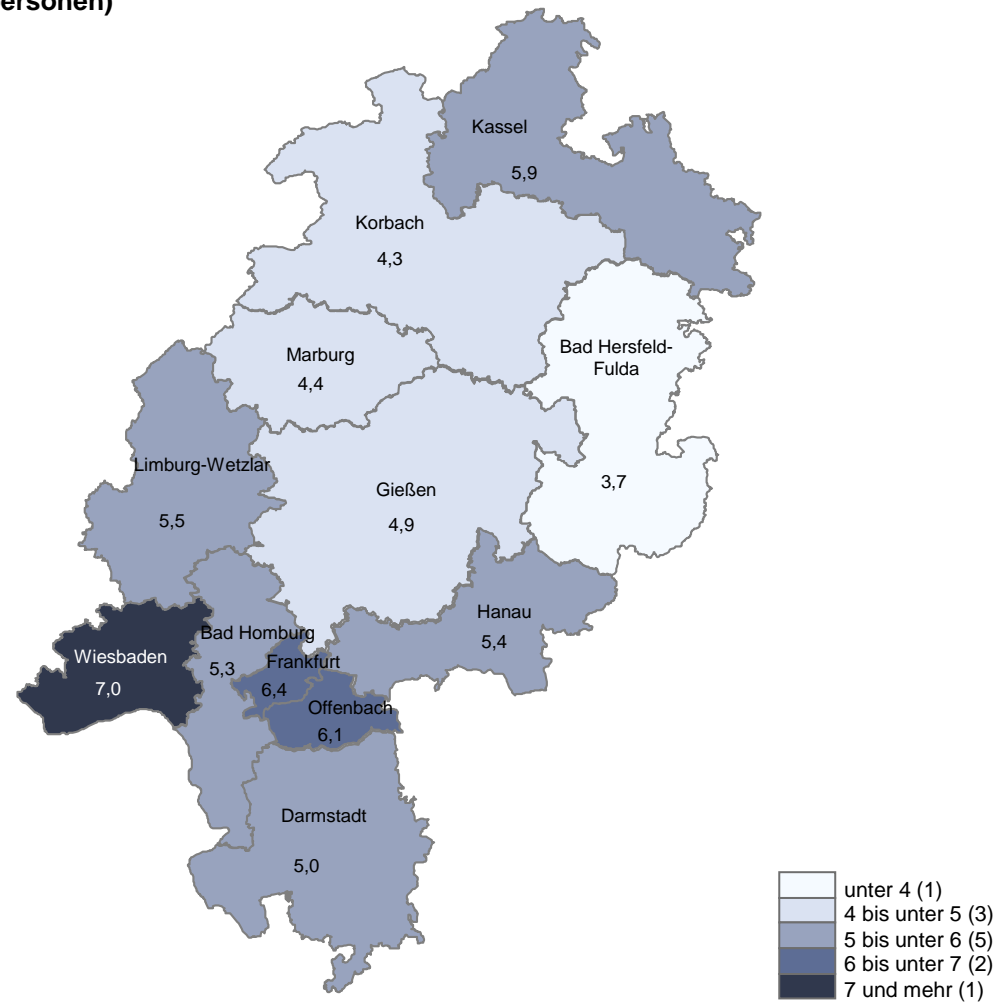 ersonen)
Kassel
5,9
Korbach
4,3
Bad Hersfeld-
Fulda
3,7
Marburg
4,4
Limburg-Wetzlar
5,5
Gießen
4,9
Hanau
5,4
Bad Homburg
5,3
Wiesbaden
7,0
Frankfurt
6,4
Offenbach
6,1
Darmstadt
5,0
unter 4 (1)
4 bis unter 5 (3)
5 bis unter 6 (5)
6 bis unter 7 (2)
7 und mehr (1)